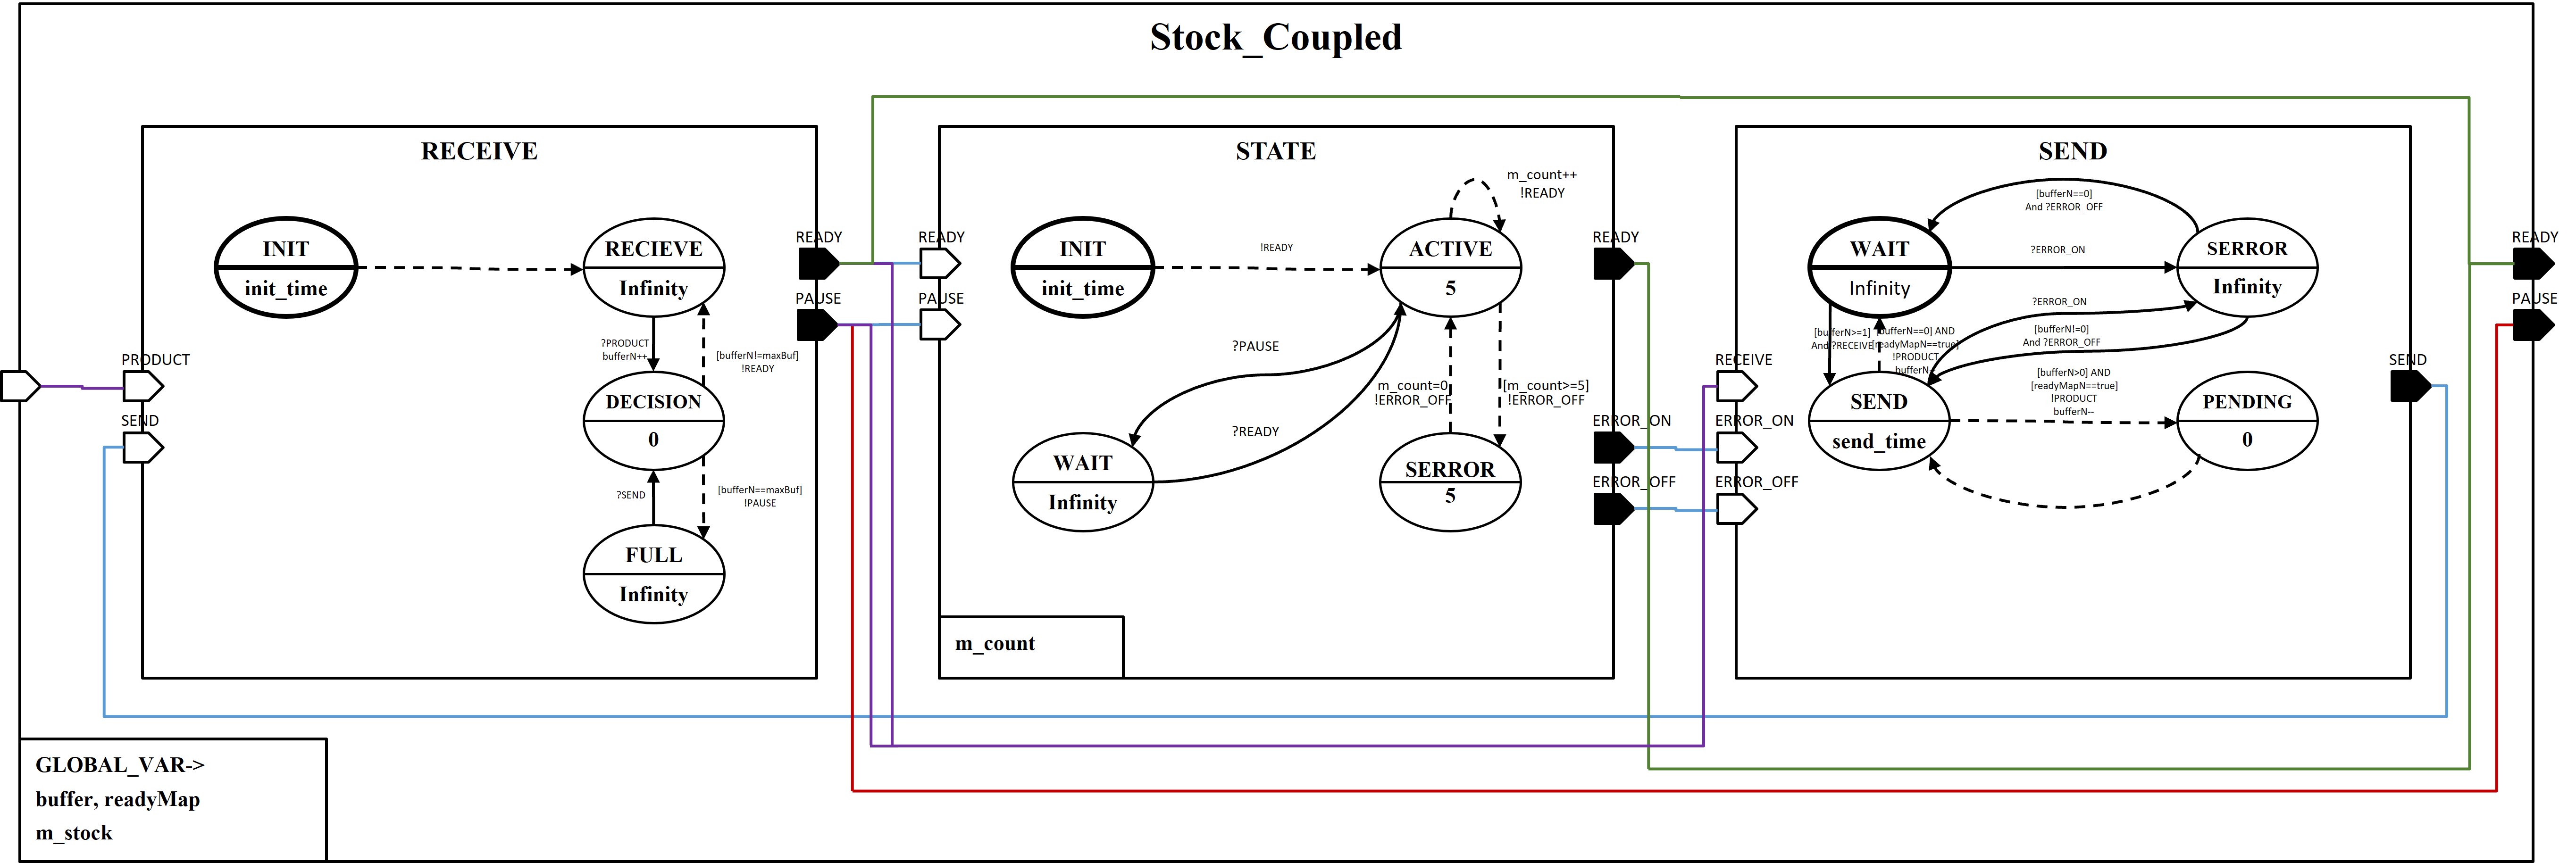 Stock_Coupled
RECEIVE
INIT
init_time
RECIEVE
Infinity
?PRODUCT
bufferN++
[bufferN!=maxBuf]
!READY
DECISION
0
?SEND
[bufferN==maxBuf]
!PAUSE
FULL
Infinity
PRODUCT
SEND
READY
PAUSE
STATE
READY
PAUSE
INIT
init_time
!READY
m_count++
!READY
ACTIVE
5
?PAUSE
?READY
m_count=0
!ERROR_OFF
[m_count>=5]
!ERROR_OFF
WAIT
Infinity
SERROR
5
m_count
READY
ERROR_ON
ERROR_OFF
SEND
RECEIVE
ERROR_ON
ERROR_OFF
[bufferN==0]
And ?ERROR_OFF
WAIT
Infinity
?ERROR_ON
SERROR
Infinity
?ERROR_ON
[bufferN!=0]
And ?ERROR_OFF
[bufferN>=1]
And ?RECEIVE
[bufferN==0] AND
[readyMapN==true]
!PRODUCT
[bufferN>0] AND
[readyMapN==true]
!PRODUCT
bufferN--
SEND
send_time
PENDING
0
SEND
READY
PAUSE
GLOBAL_VAR->
buffer, readyMap
m_stock